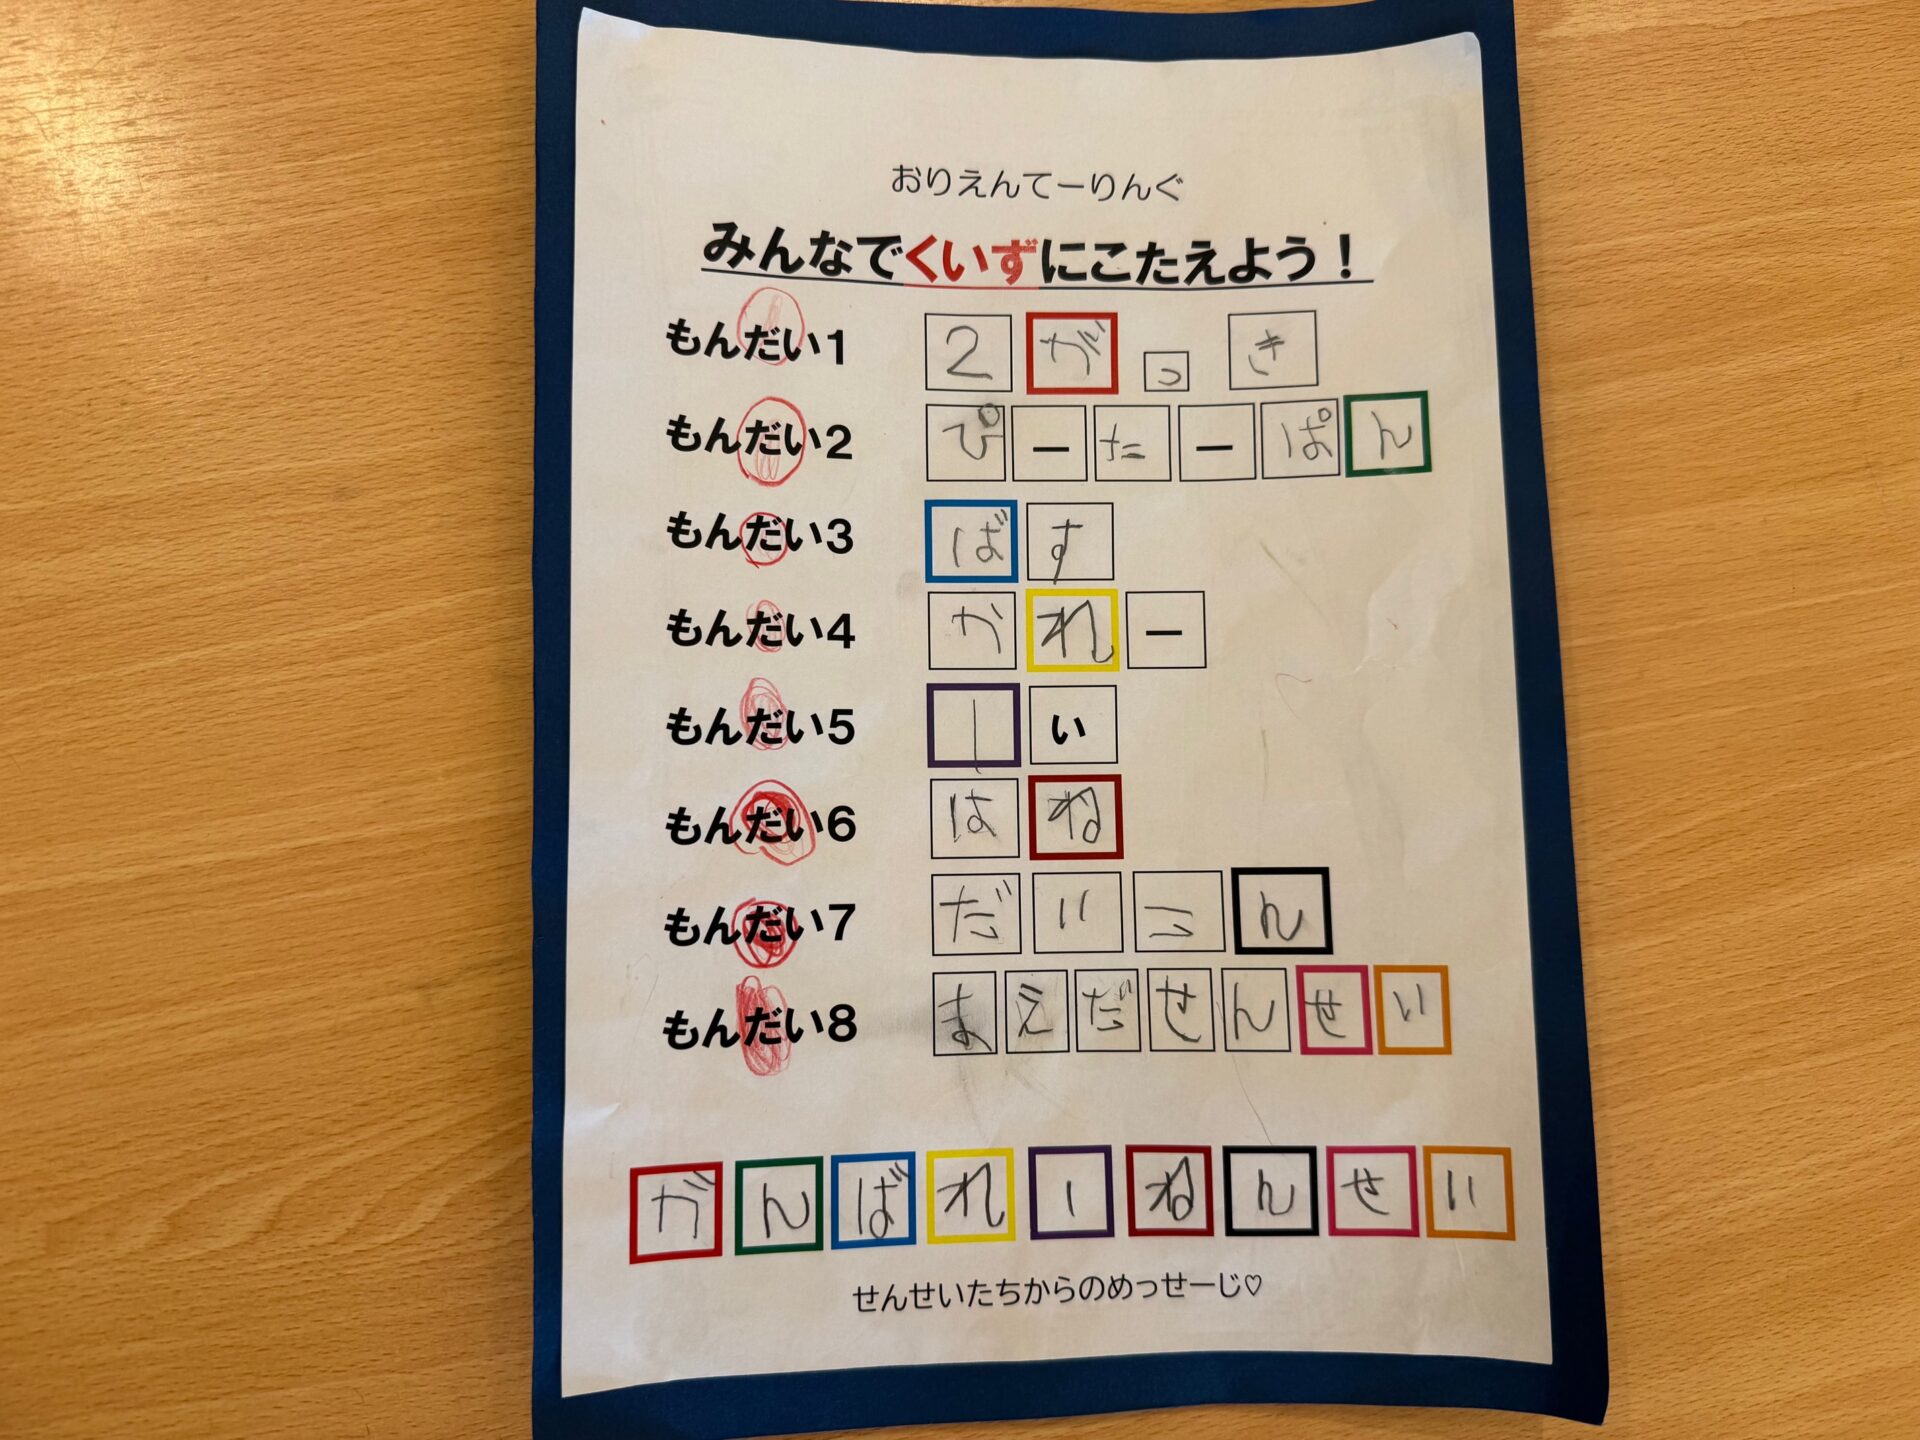 おりえんてーりんぐ
みんなでくいずにこたえよう!
もんだい1 2がっき
もんだい2 ぴーたーぱん
もんだい3 ばす
もんだい4 かれー
もんだい5 ーい
もんだい6 はね
もんだい7 だいこん
もんだい8 まえだせんせい
がんばれーねんせい
せんせいたちからのめっせーじ♡